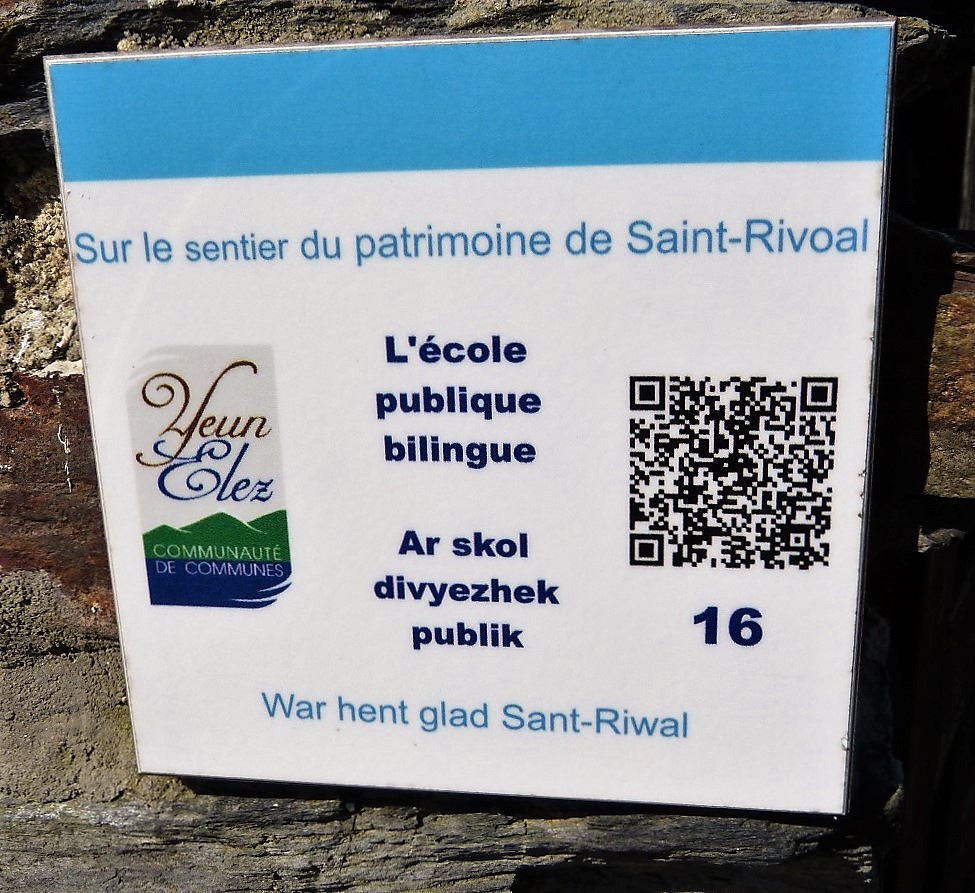 Sur le sentier du patrimoine de Saint-Rivoal
Yeun
Elez
COMMUNAUTÉ
DE COMMUNES
L'école
publique
bilingue
Ar skol
divyezhek
publik
16
War hent glad Sant-Riwal